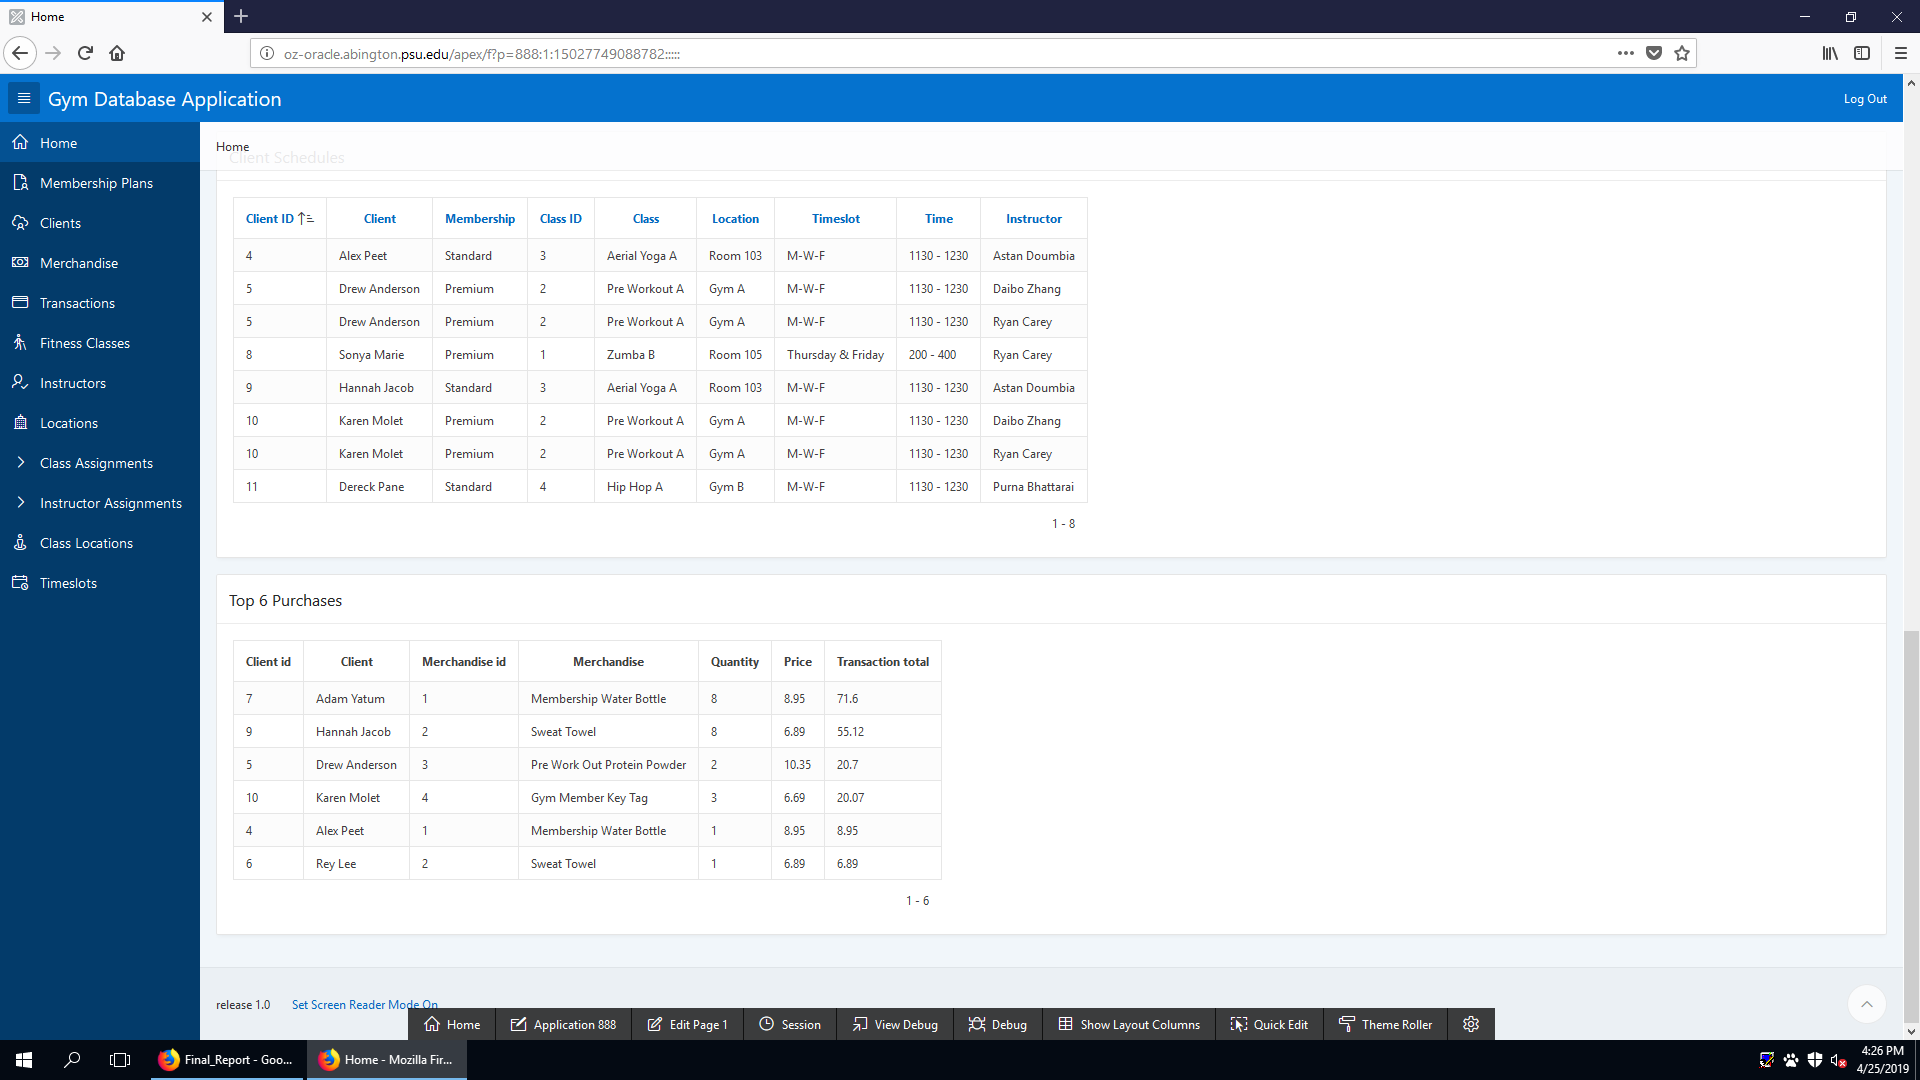 Home
oz-oracle.abington.psu.edu/apex/f?p=888:1:15027749088782:::::
Gym Database Application
Log Out
Home
Membership Plans
Clients
Merchandise
Transactions
Fitness Classes
Instructors
Locations
Class Assignments
Instructor Assignments
Class Locations
Timeslots
Home
Client Schedules
Client ID Client Membership Class ID Class Location Timeslot Time Instructor
4 Alex Peet Standard 3 Aerial Yoga A Room 103 M-W-F 1130 - 1230 Astan Doumbia
5 Drew Anderson Premium 2 Pre Workout A Gym A M-W-F 1130 - 1230 Daibo Zhang
5 Drew Anderson Premium 2 Pre Workout A Gym A M-W-F 1130 - 1230 Ryan Carey
8 Sonya Marie Premium 1 Zumba B Room 105 Thursday & Friday 200 - 400 Ryan Carey
9 Hannah Jacob Standard 3 Aerial Yoga A Room 103 M-W-F 1130 - 1230 Astan Doumbia
10 Karen Molet Premium 2 Pre Workout A Gym A M-W-F 1130 - 1230 Daibo Zhang
10 Karen Molet Premium 2 Pre Workout A Gym A M-W-F 1130 - 1230 Ryan Carey
11 Dereck Pane Standard 4 Hip Hop A Gym B M-W-F 1130 - 1230 Purna Bhattarai
1 - 8
Top 6 Purchases
Client id Client Merchandise id Merchandise Quantity Price Transaction total
7 Adam Yatum 1 Membership Water Bottle 8 8.95 71.6
9 Hannah Jacob 2 Sweat Towel 8 6.89 55.12
5 Drew Anderson 3 Pre Work Out Protein Powder 2 10.35 20.7
10 Karen Molet 4 Gym Member Key Tag 3 6.69 20.07
4 Alex Peet 1 Membership Water Bottle 1 8.95 8.95
6 Rey Lee 2 Sweat Towel 1 6.89 6.89
1 - 6
release 1.0 Set Screen Reader Mode On
Home Application 888 Edit Page 1 Session View Debug Debug Show Layout Columns Quick Edit Theme Roller
Final_Report - Goo... Home - Mozilla Fir...
4:26 PM
4/25/2019